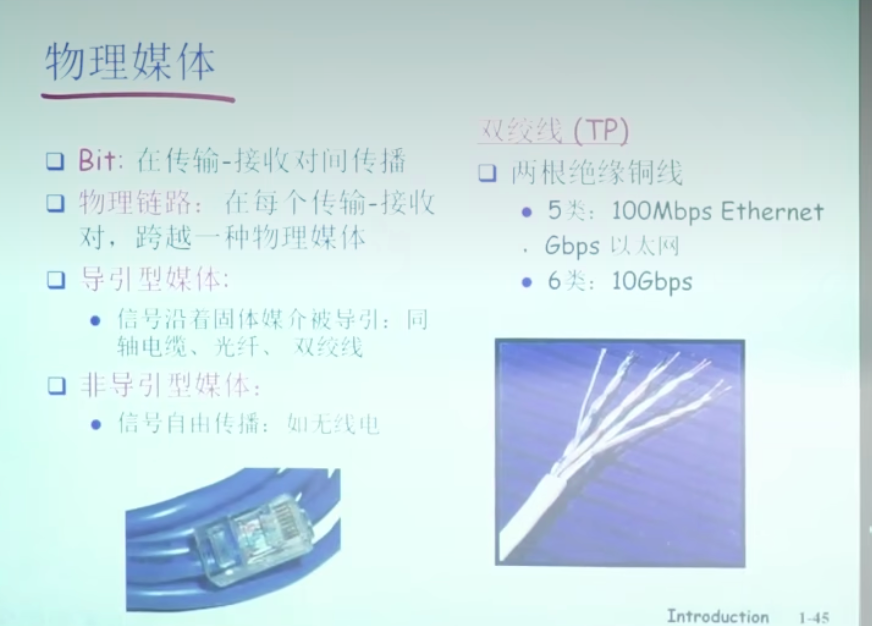 物理媒体
Bit: 在传输-接收对间传播
物理链路：在每个传输-接收
对，跨越一种物理媒体
导引型媒体:
信号沿着固体媒介被导引：同
轴电缆、光纤、 双绞线
非导引型媒体：
信号自由传播：如无线电
双绞线 (TP)
两根绝缘铜线
5类：100Mbps Ethernet
Gbps 以太网
6类：10Gbps
Introduction 1-45